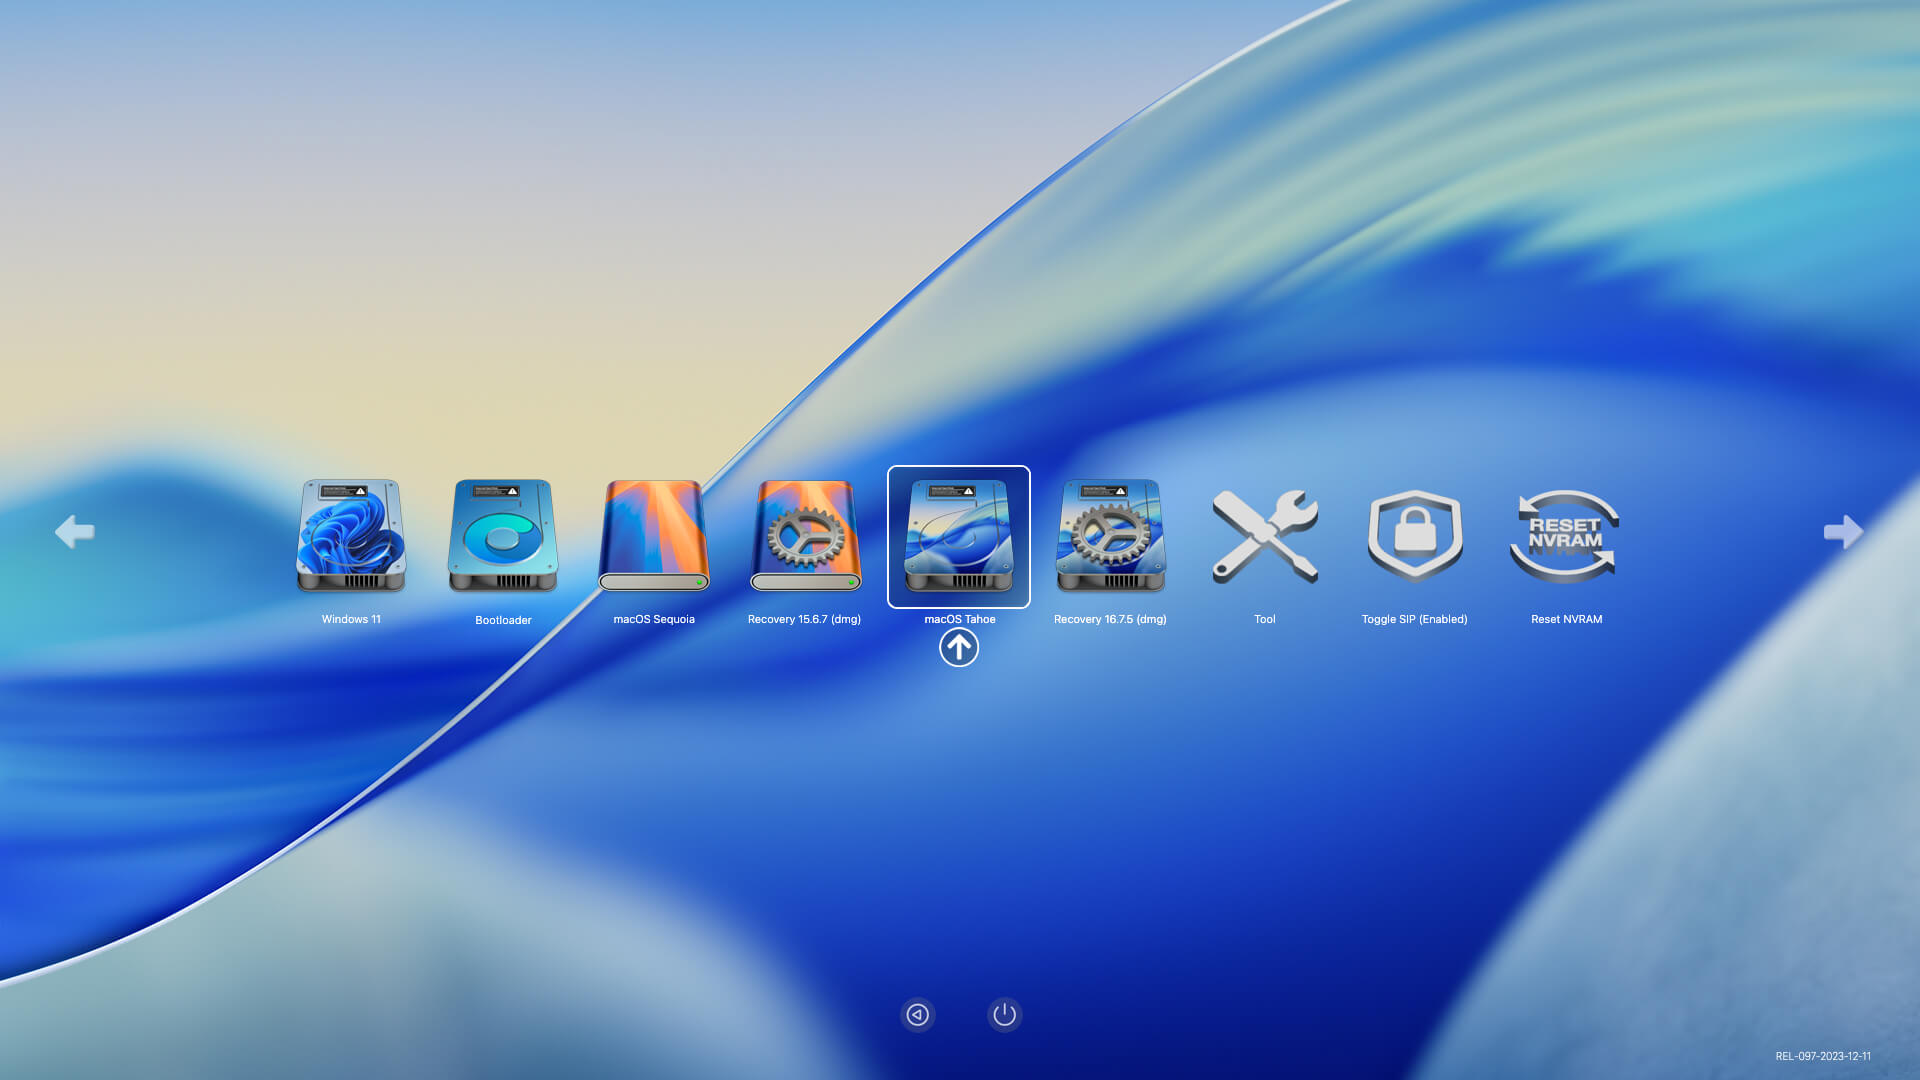 Windows 11
Bootloader
macOS Sequoia
Recovery 15.6.7 (dmg)
macOS Tahoe
Recovery 16.7.5 (dmg)
Tool
Toggle SIP (Enabled)
RESET
NVRAM
Reset NVRAM
REL-097-2023-12-11